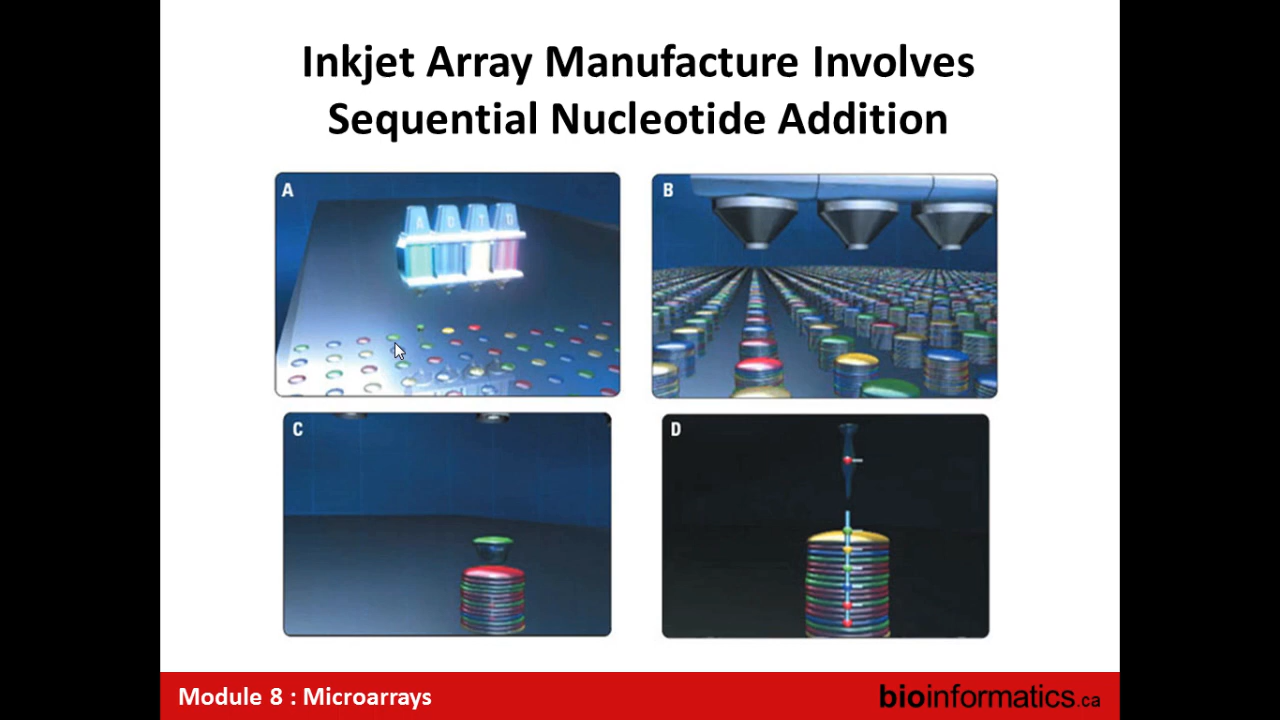 Inkjet Array Manufacture Involves
Sequential Nucleotide Addition
A
B
C
D
Module 8 : Microarrays
bioinformatics.ca